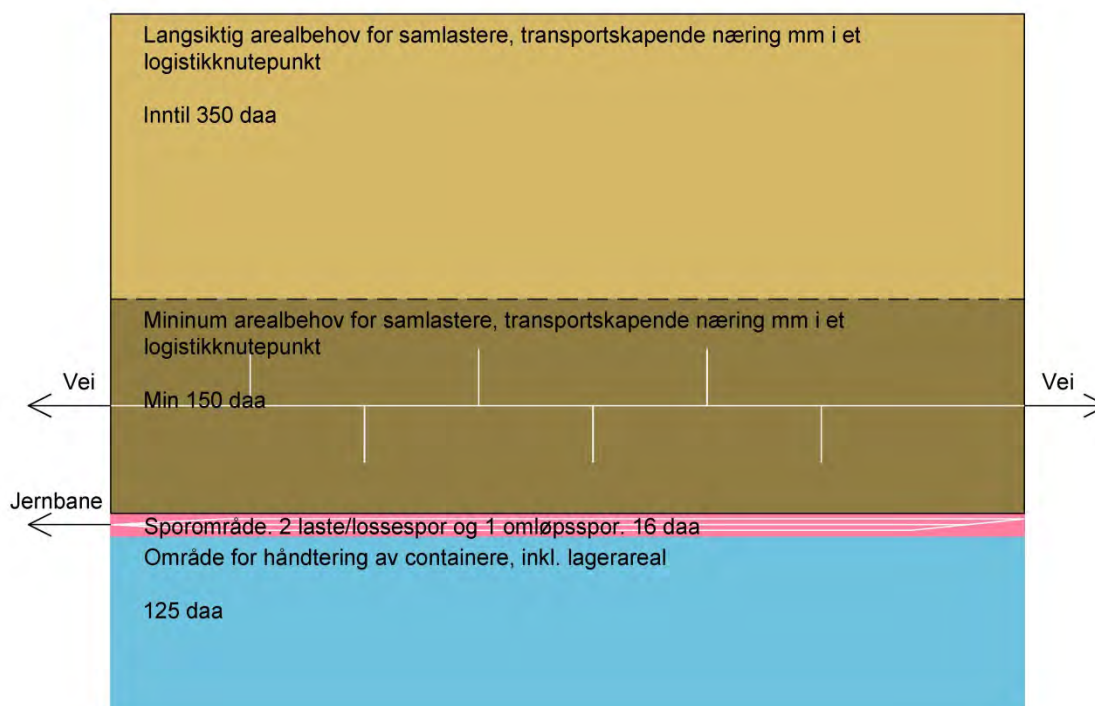 Langsiktig arealbehov for samlastere, transportskapende næring mm i et
logistikknutepunkt
Inntil 350 daa
Mininum arealbehov for samlastere, transportskapende næring mm i et
logistikknutepunkt
Vei
Min 150 daa
Vei
Jernbane
Sporområde. 2 laste/lossespor og 1 omløpsspor. 16 daa
Område for håndtering av containere, inkl. lagerareal
125 daa